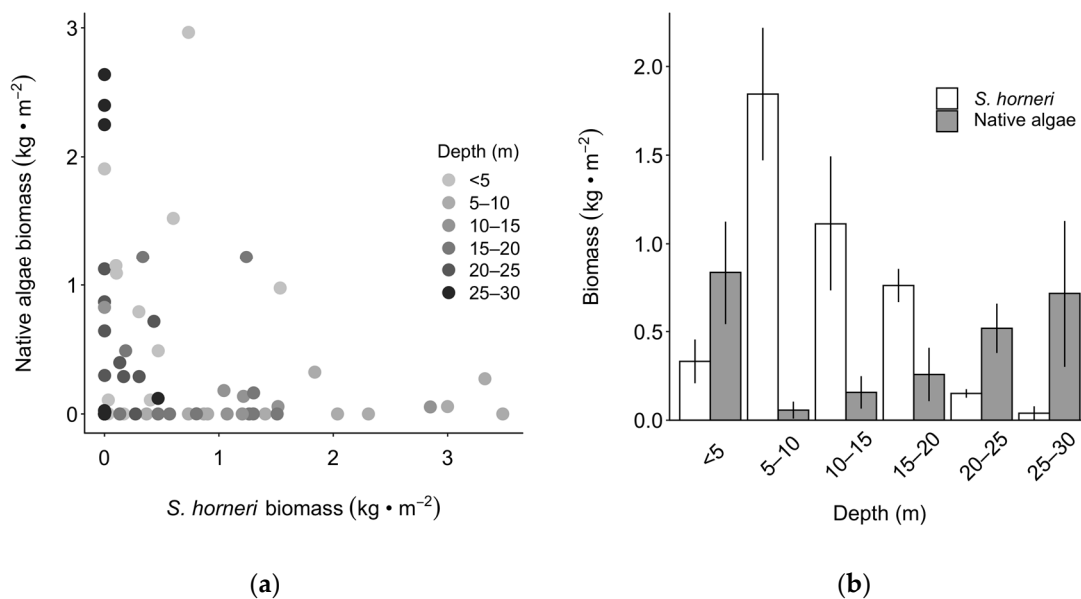 3
2
1
0
Native algae biomass (kg • m−2)
0 1 2 3
S. horneri biomass (kg • m−2)
Depth (m)
<5
5–10
10–15
15–20
20–25
25–30
(a)
2.0
1.5
1.0
0.5
0.0
Biomass (kg • m−2)
S. horneri
Native algae
<5 5–10 10–15 15–20 20–25 25–30
Depth (m)
(b)